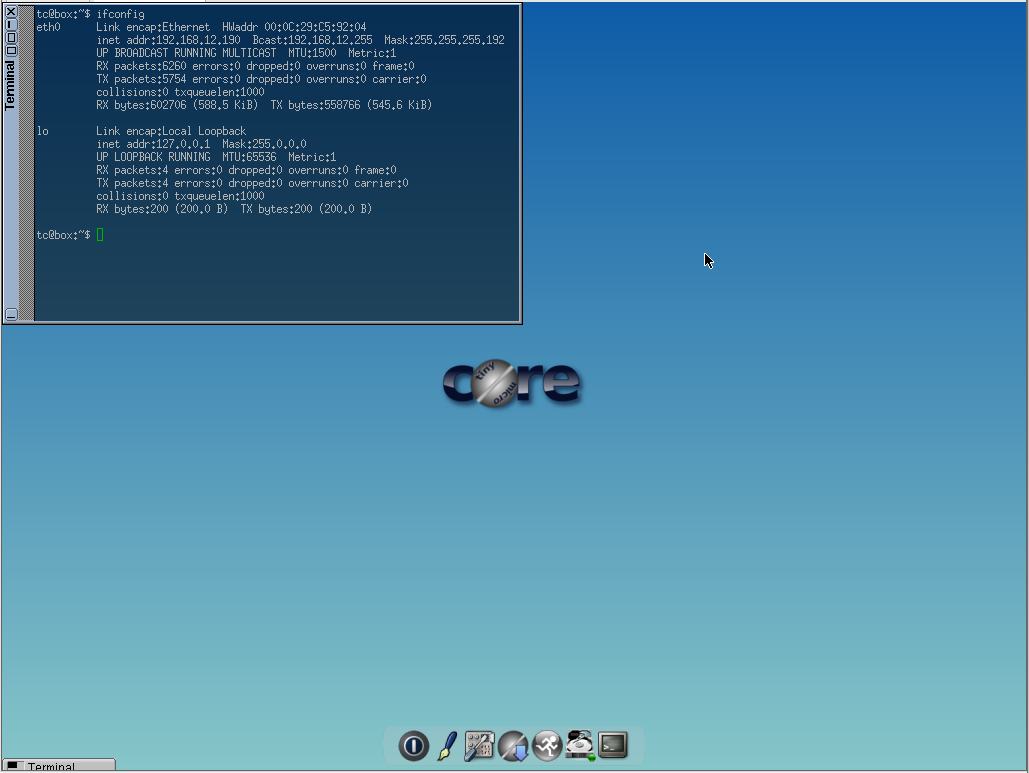 tc@box:~$ ifconfig
eth0 Link encap:Ethernet HWaddr 00:0C:29:C5:92:04
inet addr:192.168.12.190 Bcast:192.168.12.255 Mask:255.255.255.192
UP BROADCAST RUNNING MULTICAST MTU:1500 Metric:1
RX packets:6260 errors:0 dropped:0 overruns:0 frame:0
TX packets:5754 errors:0 dropped:0 overruns:0 carrier:0
collisions:0 txqueuelen:1000
RX bytes:602706 (588.5 KiB) TX bytes:558766 (545.6 KiB)
lo Link encap:Local Loopback
inet addr:127.0.0.1 Mask:255.0.0.0
UP LOOPBACK RUNNING MTU:65536 Metric:1
RX packets:4 errors:0 dropped:0 overruns:0 frame:0
TX packets:4 errors:0 dropped:0 overruns:0 carrier:0
collisions:0 txqueuelen:1000
RX bytes:200 (200.0 B) TX bytes:200 (200.0 B)
tc@box:~$
Terminal
core
tiny
micro
Terminal